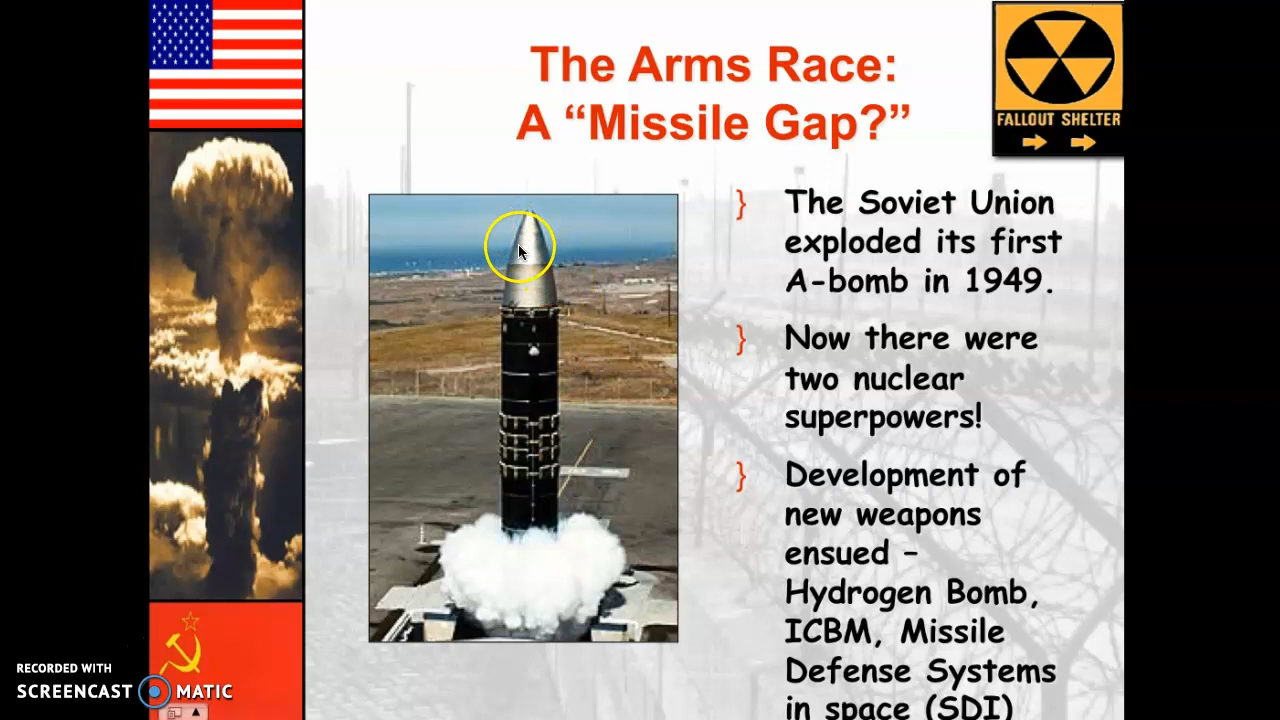 The Arms Race:
A “Missile Gap?”
FALLOUT SHELTER
} The Soviet Union
exploded its first
A-bomb in 1949.
} Now there were
two nuclear
superpowers!
} Development of
new weapons
ensued –
Hydrogen Bomb,
ICBM, Missile
Defense Systems
in space (SDI)
RECORDED WITH
SCREENCAST MATIC